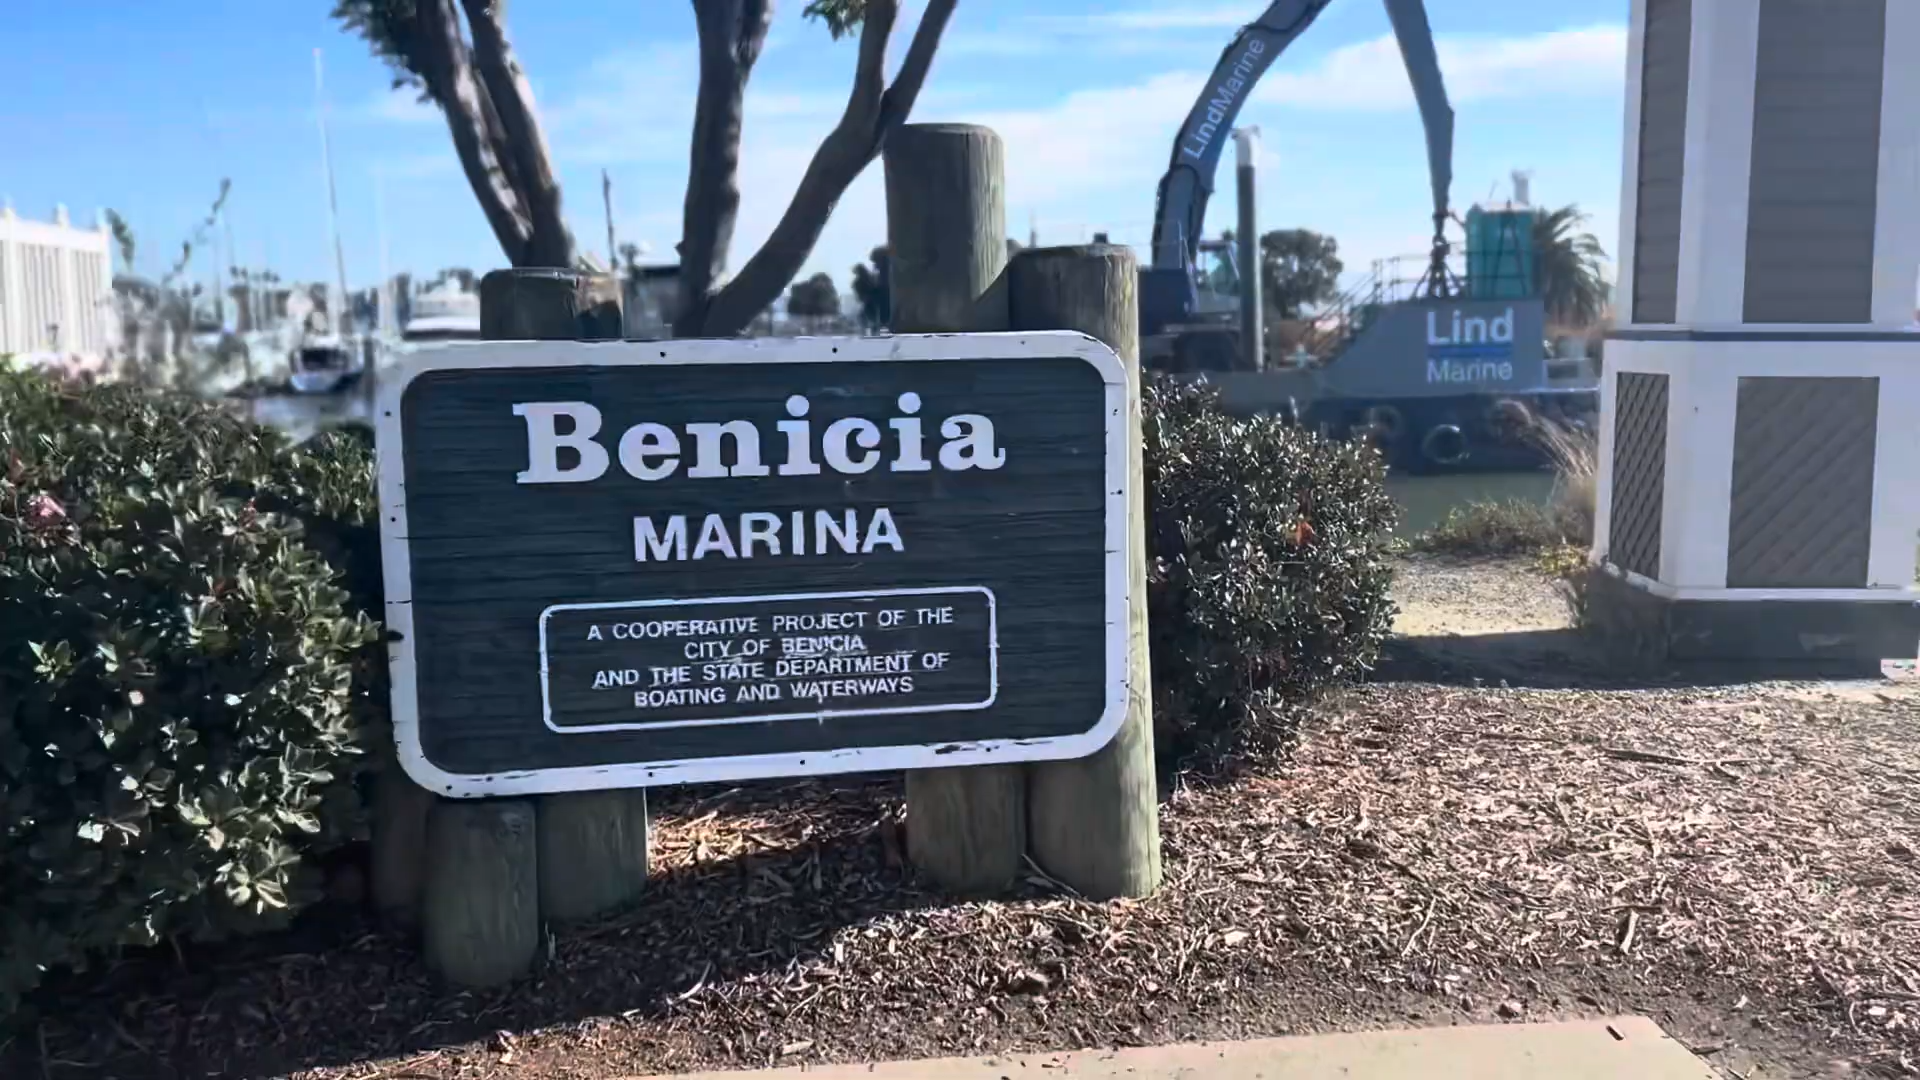 Benicia
MARINA
A COOPERATIVE PROJECT OF THE
CITY OF BENICIA
AND THE STATE DEPARTMENT OF
BOATING AND WATERWAYS
LindMarine
Lind
Marine